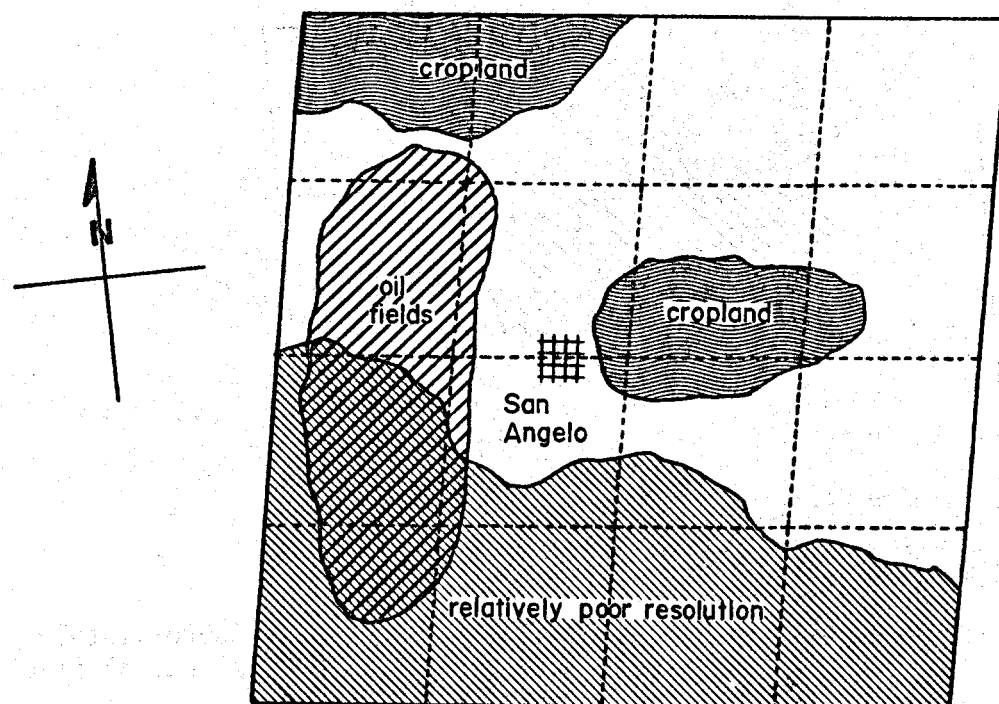 cropland
N
oil
fields
cropland
San
Angelo
relatively poor resolution